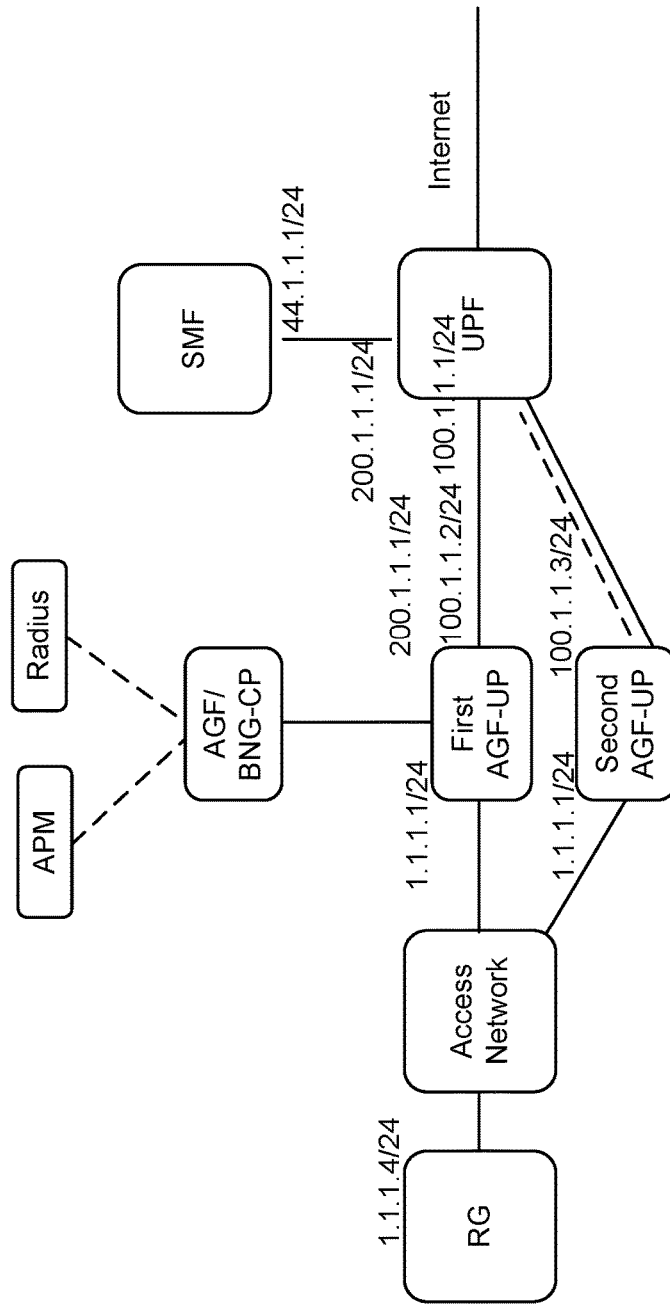 APM
Radius
AGF/
BNG-CP
SMF
44.1.1.1/24
200.1.1.1/24
200.1.1.1/24
1.1.1.4/24
RG
Access
Network
1.1.1.1/24
First
AGF-UP
100.1.1.2/24
100.1.1.1/24
UPF
Internet
1.1.1.1/24
Second
AGF-UP
100.1.1.3/24